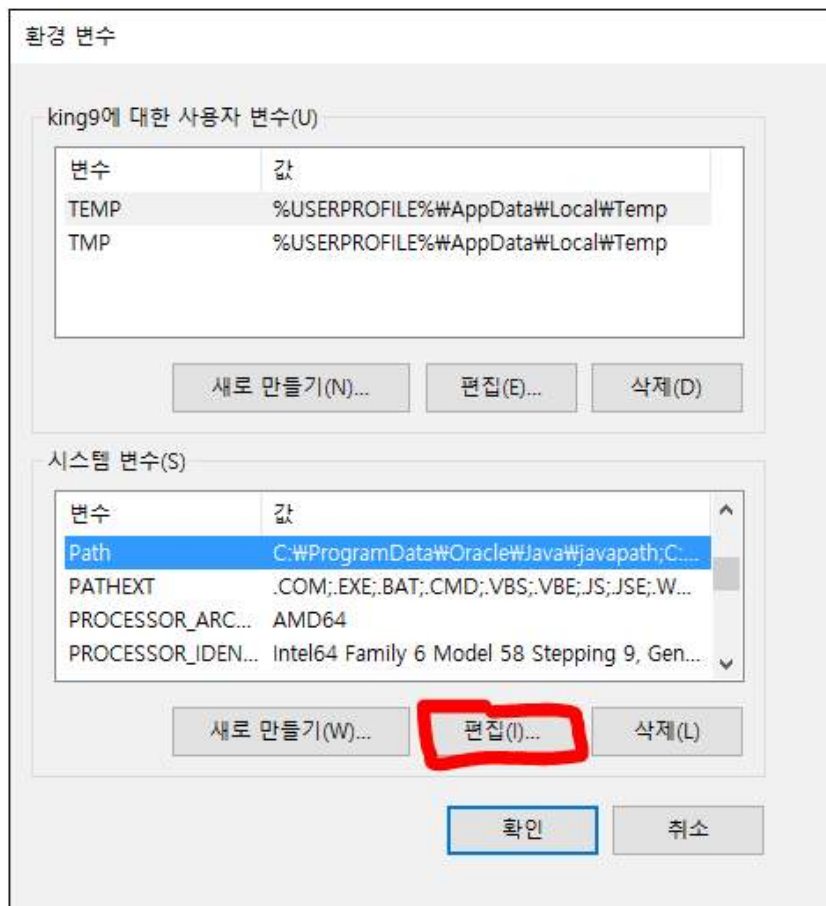 환경 변수
king9에 대한 사용자 변수(U)
변수 값
TEMP %USERPROFILE%₩AppData₩Local₩Temp
TMP %USERPROFILE%₩AppData₩Local₩Temp
새로 만들기(N)... 편집(E)... 삭제(D)
시스템 변수(S)
변수 값
Path C:₩ProgramData₩Oracle₩Java₩javapath;C:...
PATHEXT .COM;.EXE;.BAT;.CMD;.VBS;.VBE;.JS;.JSE;.W...
PROCESSOR_ARC... AMD64
PROCESSOR_IDEN... Intel64 Family 6 Model 58 Stepping 9, Gen...
새로 만들기(W)... 편집(I)... 삭제(L)
확인 취소